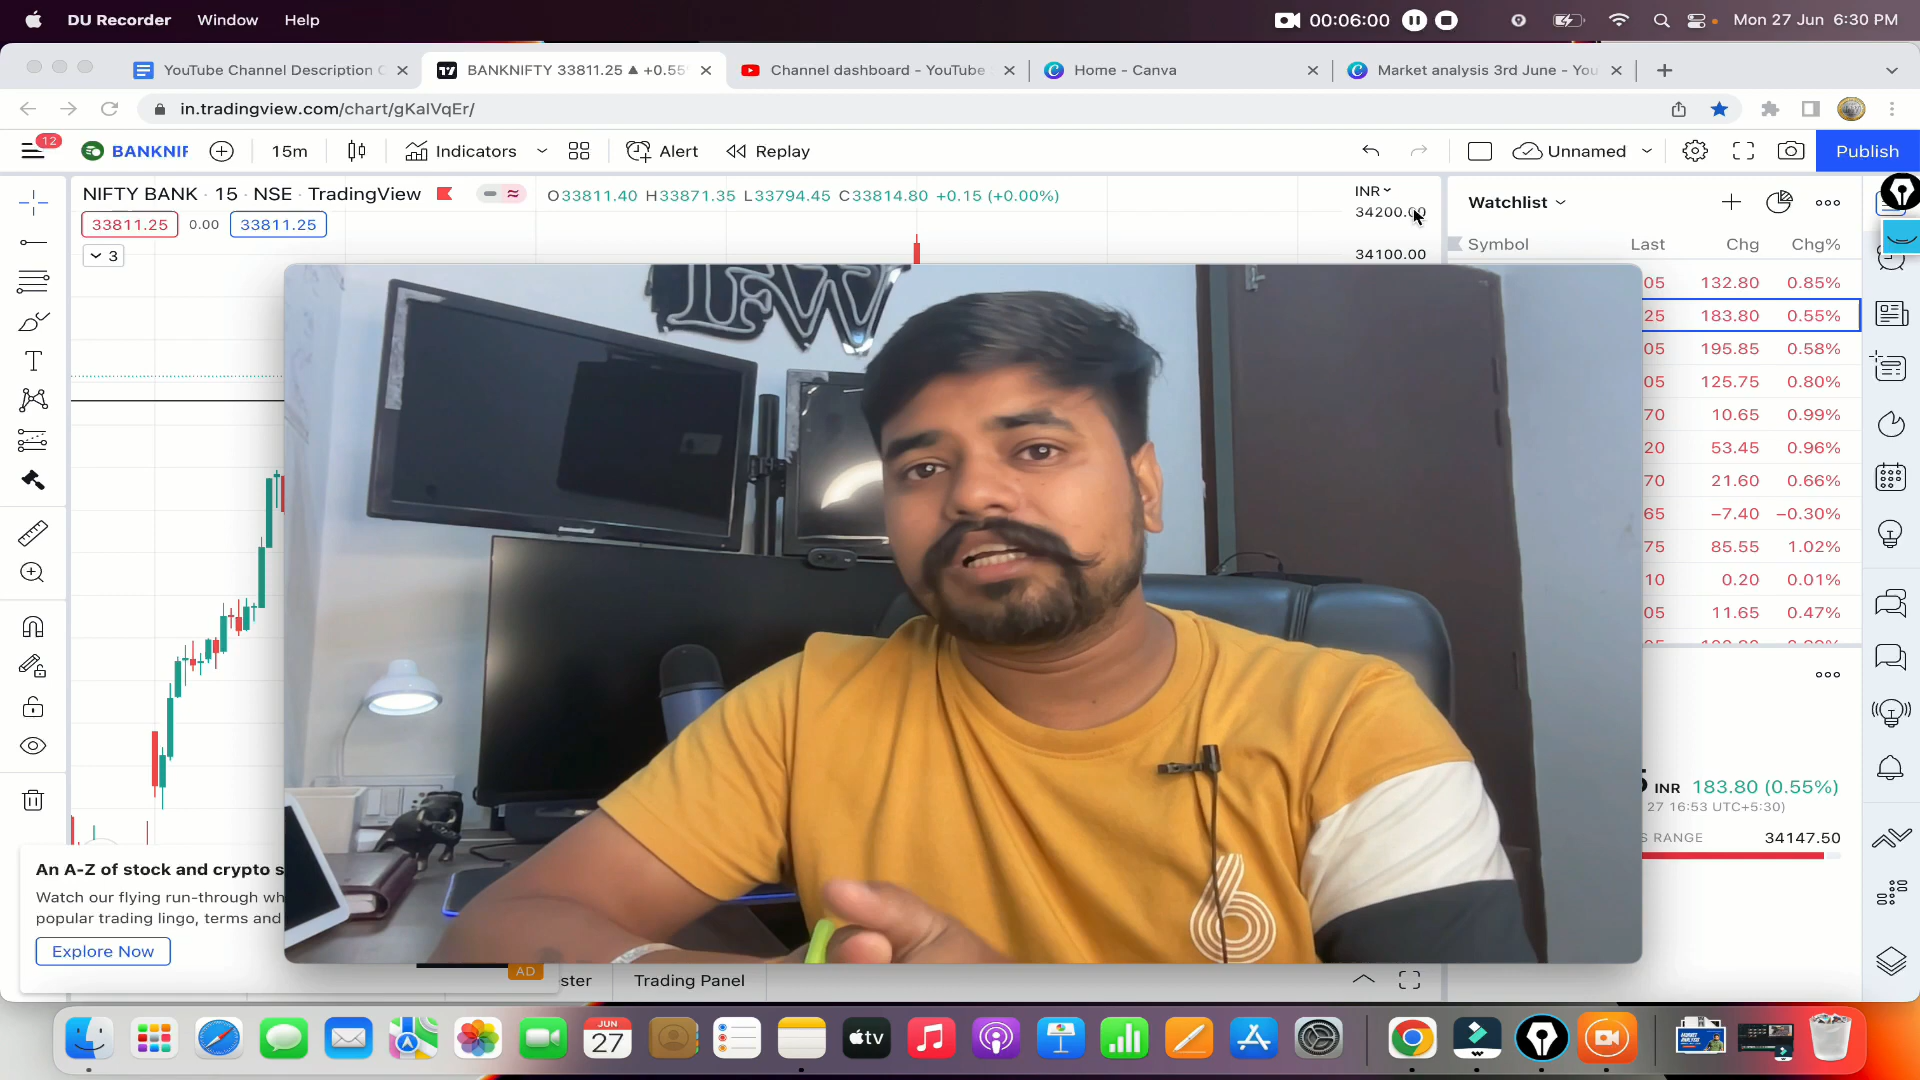 DU Recorder Window Help 00:06:00 Mon 27 Jun 6:30 PM
YouTube Channel Description C BANKNIFTY 33811.25 ▲ +0.55 Channel dashboard - YouTube Home - Canva Market analysis 3rd June - You
in.tradingview.com/chart/gKalVqEr/
12 BANKNIF 15m Indicators Alert Replay Unnamed Publish
NIFTY BANK · 15 · NSE · TradingView O33811.40 H33871.35 L33794.45 C33814.80 +0.15 (+0.00%)
INR
34200.00
33811.25 0.00 33811.25
3
34100.00
Watchlist
Symbol Last Chg Chg%
05 132.80 0.85%
25 183.80 0.55%
05 195.85 0.58%
05 125.75 0.80%
70 10.65 0.99%
20 53.45 0.96%
70 21.60 0.66%
65 −7.40 −0.30%
75 85.55 1.02%
10 0.20 0.01%
05 11.65 0.47%
INR 183.80 (0.55%)
27 16:53 UTC+5:30)
S RANGE 34147.50
An A-Z of stock and crypto s
Watch our flying run-through wh
popular trading lingo, terms and
Explore Now
AD
ster Trading Panel
6
JUN
27
tv